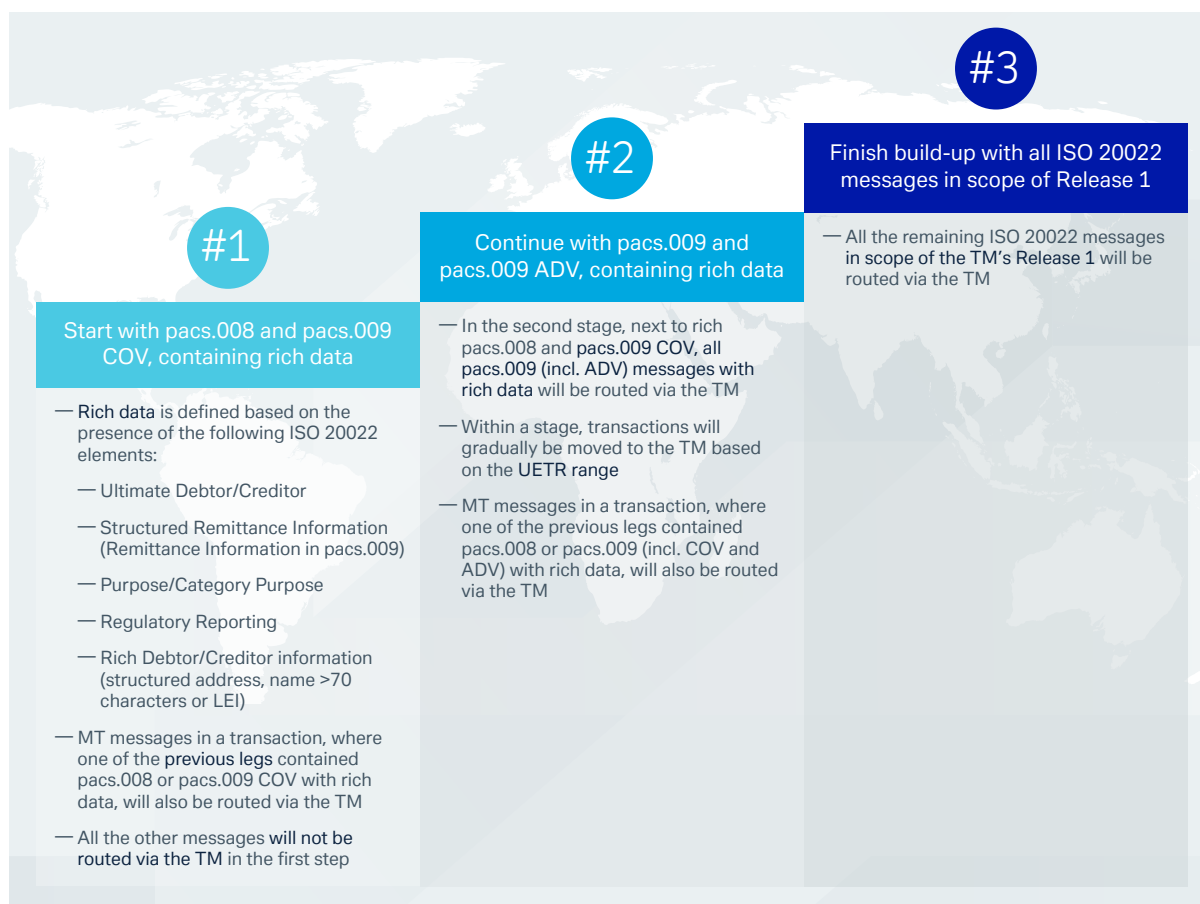 #1
Start with pacs.008 and pacs.009
COV, containing rich data
— Rich data is defined based on the
presence of the following ISO 20022
elements:
— Ultimate Debtor/Creditor
— Structured Remittance Information
(Remittance Information in pacs.009)
— Purpose/Category Purpose
— Regulatory Reporting
— Rich Debtor/Creditor information
(structured address, name >70
characters or LEI)
— MT messages in a transaction, where
one of the previous legs contained
pacs.008 or pacs.009 COV with rich
data, will also be routed via the TM
— All the other messages will not be
routed via the TM in the first step
#2
Continue with pacs.009 and
pacs.009 ADV, containing rich data
— In the second stage, next to rich
pacs.008 and pacs.009 COV, all
pacs.009 (incl. ADV) messages with
rich data will be routed via the TM
— Within a stage, transactions will
gradually be moved to the TM based
on the UETR range
— MT messages in a transaction, where
one of the previous legs contained
pacs.008 or pacs.009 (incl. COV and
ADV) with rich data, will also be routed
via the TM
#3
Finish build-up with all ISO 20022
messages in scope of Release 1
— All the remaining ISO 20022 messages
in scope of the TM's Release 1 will be
routed via the TM